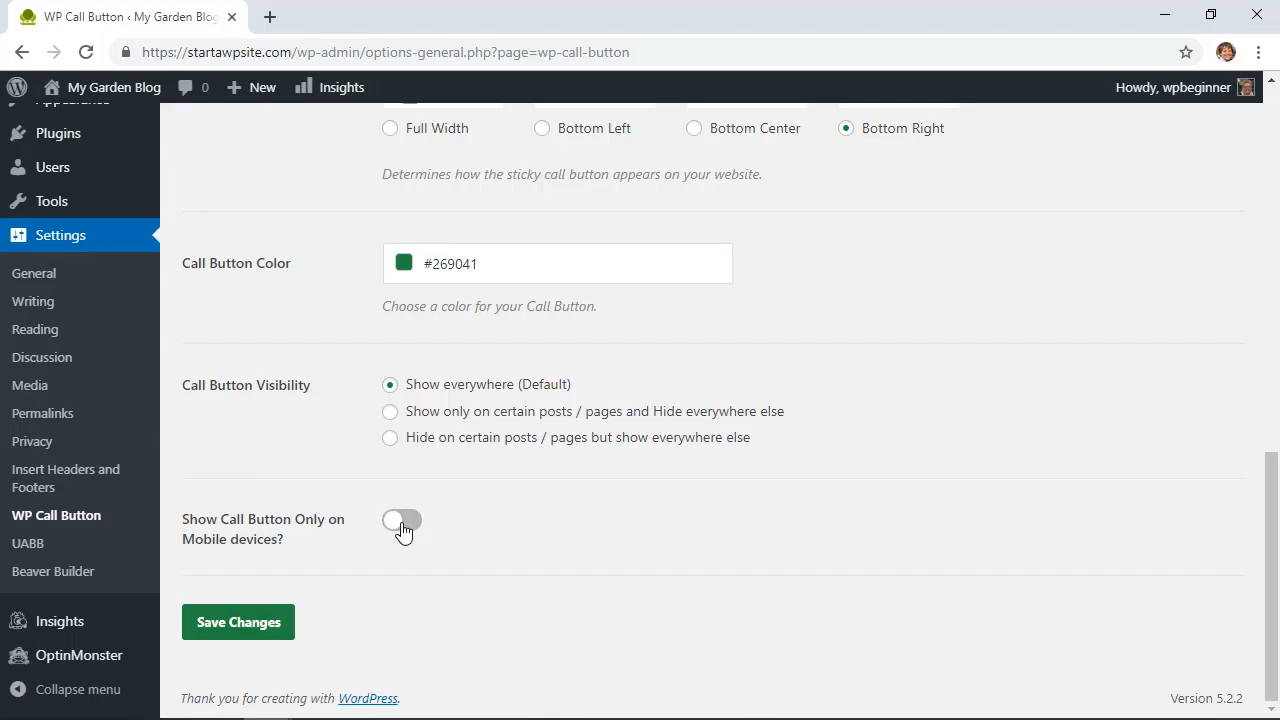 WP Call Button ‹ My Garden Blog
https://startawpsite.com/wp-admin/options-general.php?page=wp-call-button
My Garden Blog 0 New Insights Howdy, wpbeginner
Appearance
Plugins
Users
Tools
Settings
General
Writing
Reading
Discussion
Media
Permalinks
Privacy
Insert Headers and
Footers
WP Call Button
UABB
Beaver Builder
Insights
OptinMonster
Collapse menu
Full Width Bottom Left Bottom Center Bottom Right
Determines how the sticky call button appears on your website.
Call Button Color
#269041
Choose a color for your Call Button.
Call Button Visibility
Show everywhere (Default)
Show only on certain posts / pages and Hide everywhere else
Hide on certain posts / pages but show everywhere else
Show Call Button Only on
Mobile devices?
Save Changes
Thank you for creating with WordPress.
Version 5.2.2